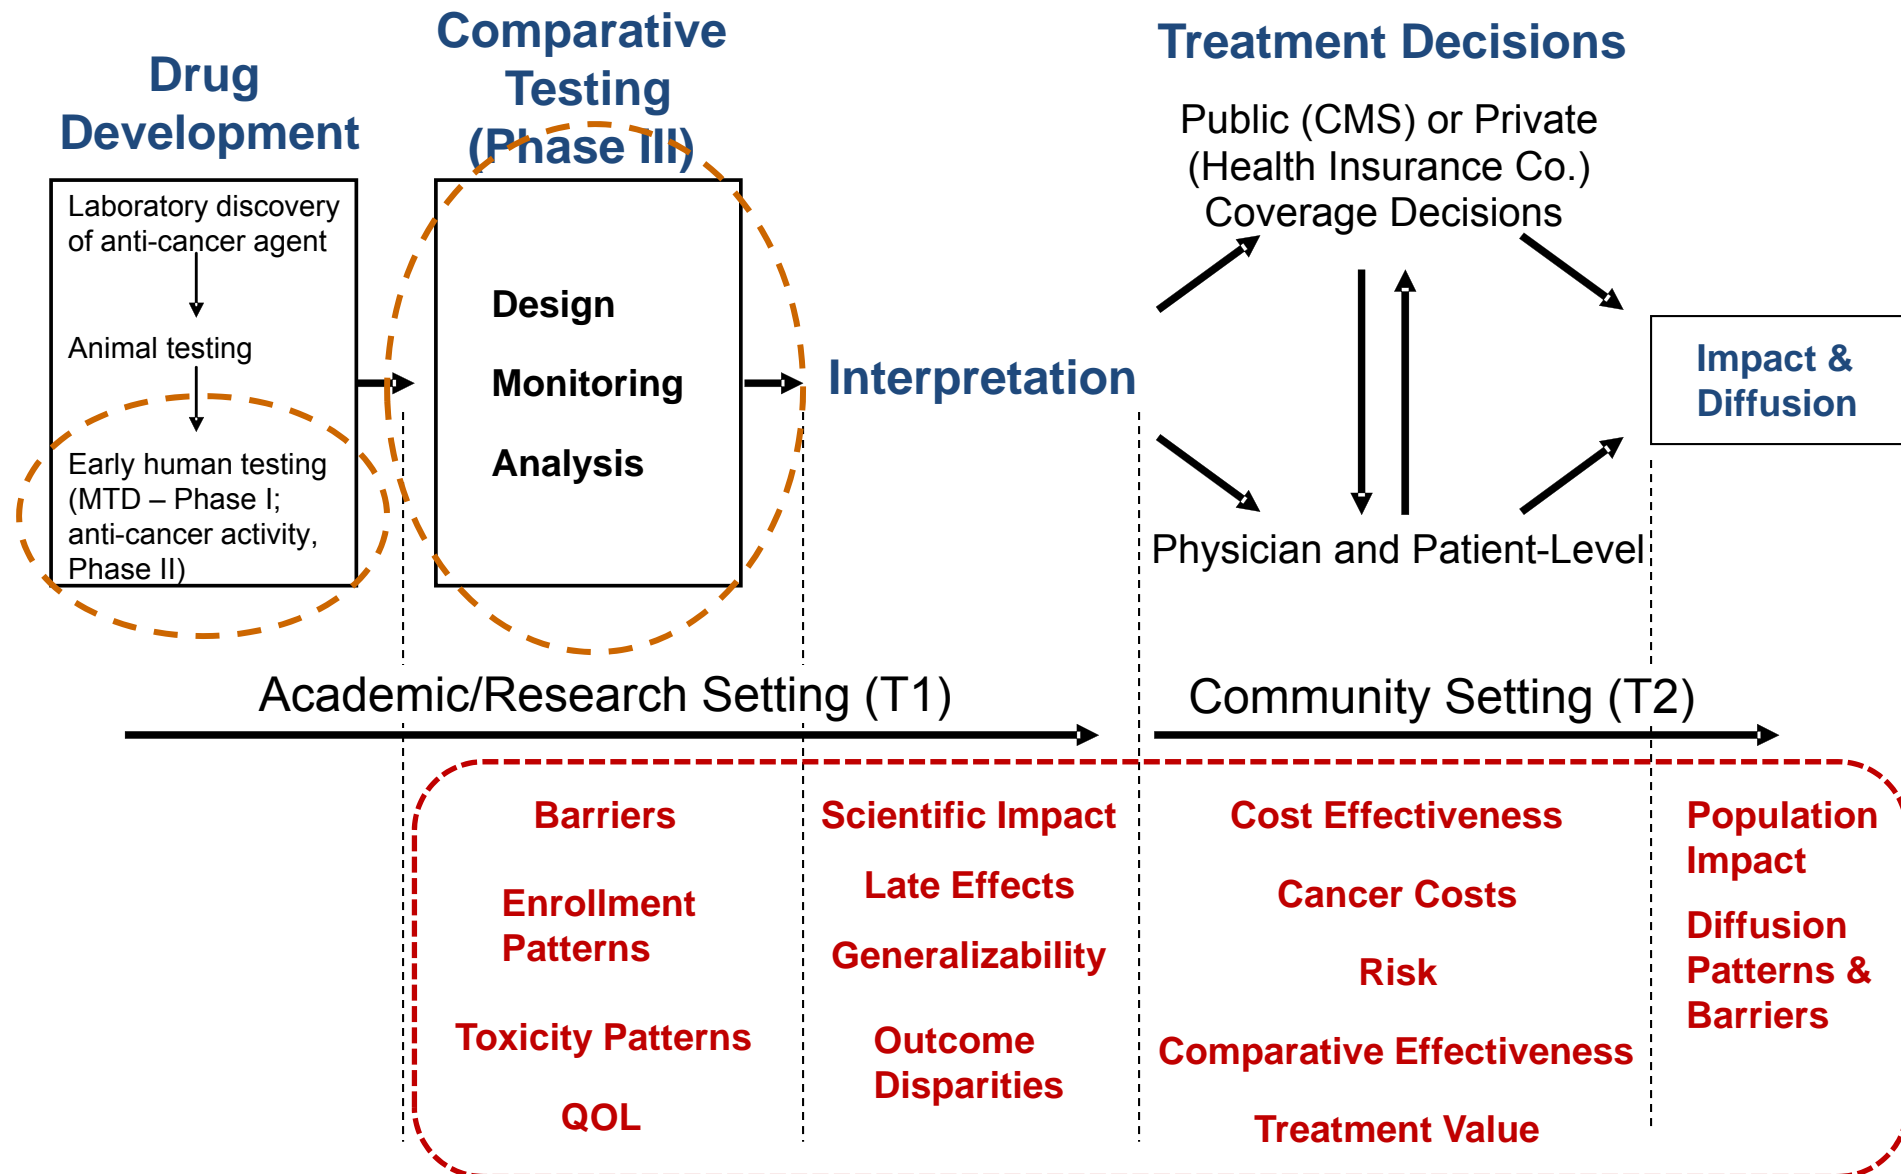 Drug
Development
Laboratory discovery
of anti-cancer agent
Animal testing
Early human testing
(MTD – Phase I;
anti-cancer activity,
Phase II)
Comparative
Testing
(Phase III)
Design
Monitoring
Analysis
Interpretation
Treatment Decisions
Public (CMS) or Private
(Health Insurance Co.)
Coverage Decisions
Physician and Patient-Level
Impact &
Diffusion
Academic/Research Setting (T1)
Community Setting (T2)
Barriers
Enrollment
Patterns
Toxicity Patterns
QOL
Scientific Impact
Late Effects
Generalizability
Outcome
Disparities
Cost Effectiveness
Cancer Costs
Risk
Comparative Effectiveness
Treatment Value
Population
Impact
Diffusion
Patterns &
Barriers